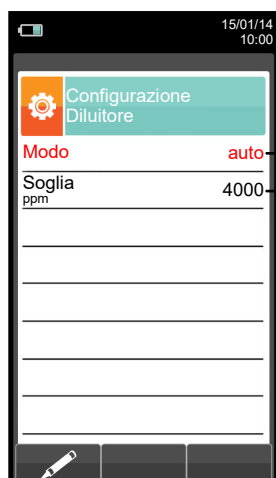 15/01/14
10:00
Configurazione
Diluitore
Modo auto
Soglia 4000
ppm